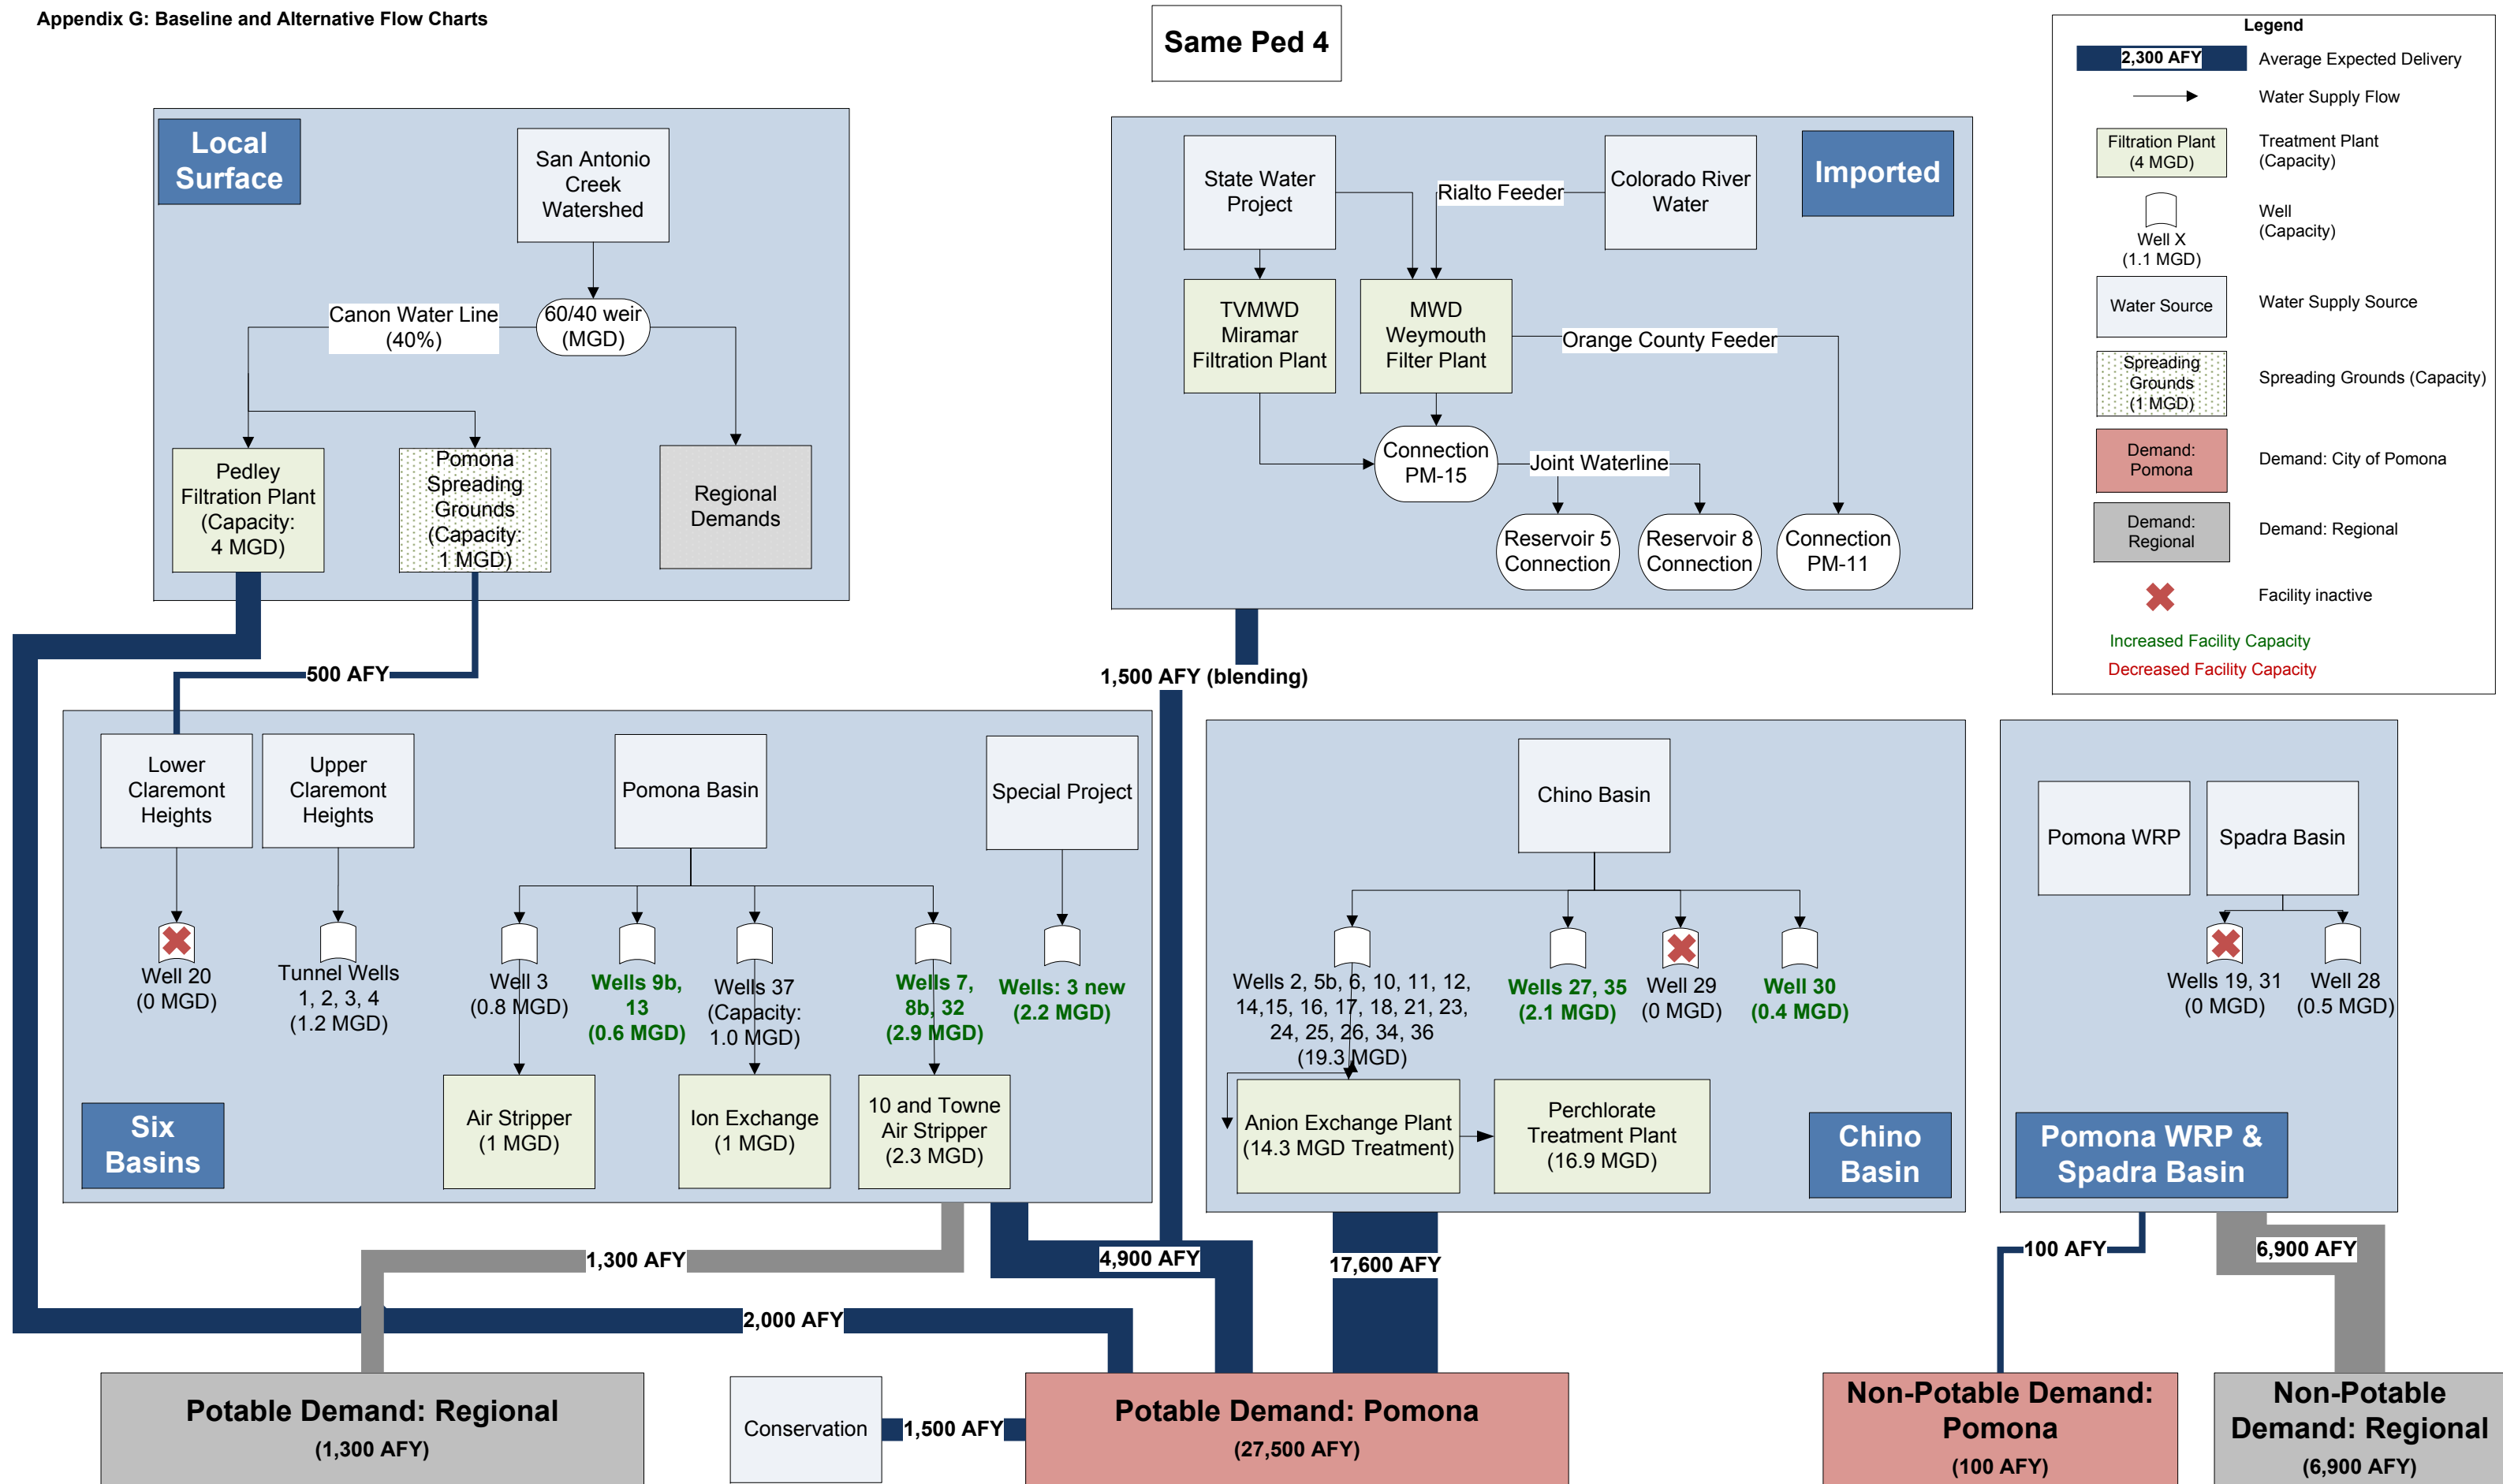 Appendix G: Baseline and Alternative Flow Charts
Same Ped 4
Legend
2,300 AFY
Average Expected Delivery
Water Supply Flow
Filtration Plant
(4 MGD)
Treatment Plant
(Capacity)
Well X
(1.1 MGD)
Well
(Capacity)
Water Source
Water Supply Source
Spreading
Grounds
(1 MGD)
Spreading Grounds (Capacity)
Demand:
Pomona
Demand: City of Pomona
Demand:
Regional
Demand: Regional
Facility inactive
Increased Facility Capacity
Decreased Facility Capacity
Local
Surface
San Antonio
Creek
Watershed
Canon Water Line
(40%)
60/40 weir
(MGD)
Pedley
Filtration Plant
(Capacity:
4 MGD)
Pomona
Spreading
Grounds
(Capacity:
1 MGD)
Regional
Demands
Imported
State Water
Project
Rialto Feeder
Colorado River
Water
TVMWD
Miramar
Filtration Plant
MWD
Weymouth
Filter Plant
Orange County Feeder
Connection
PM-15
Joint Waterline
Reservoir 5
Connection
Reservoir 8
Connection
Connection
PM-11
500 AFY
1,500 AFY (blending)
Lower
Claremont
Heights
Upper
Claremont
Heights
Pomona Basin
Special Project
Well 20
(0 MGD)
Tunnel Wells
1, 2, 3, 4
(1.2 MGD)
Well 3
(0.8 MGD)
Wells 9b,
13
(0.6 MGD)
Wells 37
(Capacity:
1.0 MGD)
Wells 7,
8b, 32
(2.9 MGD)
Wells: 3 new
(2.2 MGD)
Six
Basins
Air Stripper
(1 MGD)
Ion Exchange
(1 MGD)
10 and Towne
Air Stripper
(2.3 MGD)
Chino Basin
Wells 2, 5b, 6, 10, 11, 12,
14,15, 16, 17, 18, 21, 23,
24, 25, 26, 34, 36
(19.3 MGD)
Wells 27, 35
(2.1 MGD)
Well 29
(0 MGD)
Well 30
(0.4 MGD)
Anion Exchange Plant
(14.3 MGD Treatment)
Perchlorate
Treatment Plant
(16.9 MGD)
Chino
Basin
Pomona WRP
Spadra Basin
Wells 19, 31
(0 MGD)
Well 28
(0.5 MGD)
Pomona WRP &
Spadra Basin
1,300 AFY
4,900 AFY
17,600 AFY
100 AFY
6,900 AFY
2,000 AFY
Potable Demand: Regional
(1,300 AFY)
Conservation
1,500 AFY
Potable Demand: Pomona
(27,500 AFY)
Non-Potable Demand:
Pomona
(100 AFY)
Non-Potable
Demand: Regional
(6,900 AFY)